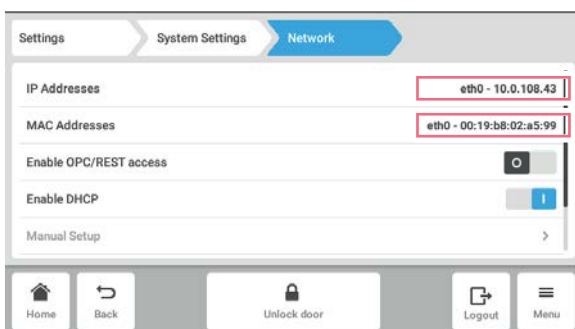 Settings System Settings Network
IP Addresses eth0 - 10.0.108.43
MAC Addresses eth0 - 00:19:b8:02:a5:99
Enable OPC/REST access O
Enable DHCP I
Manual Setup >
Home Back Unlock door Logout Menu